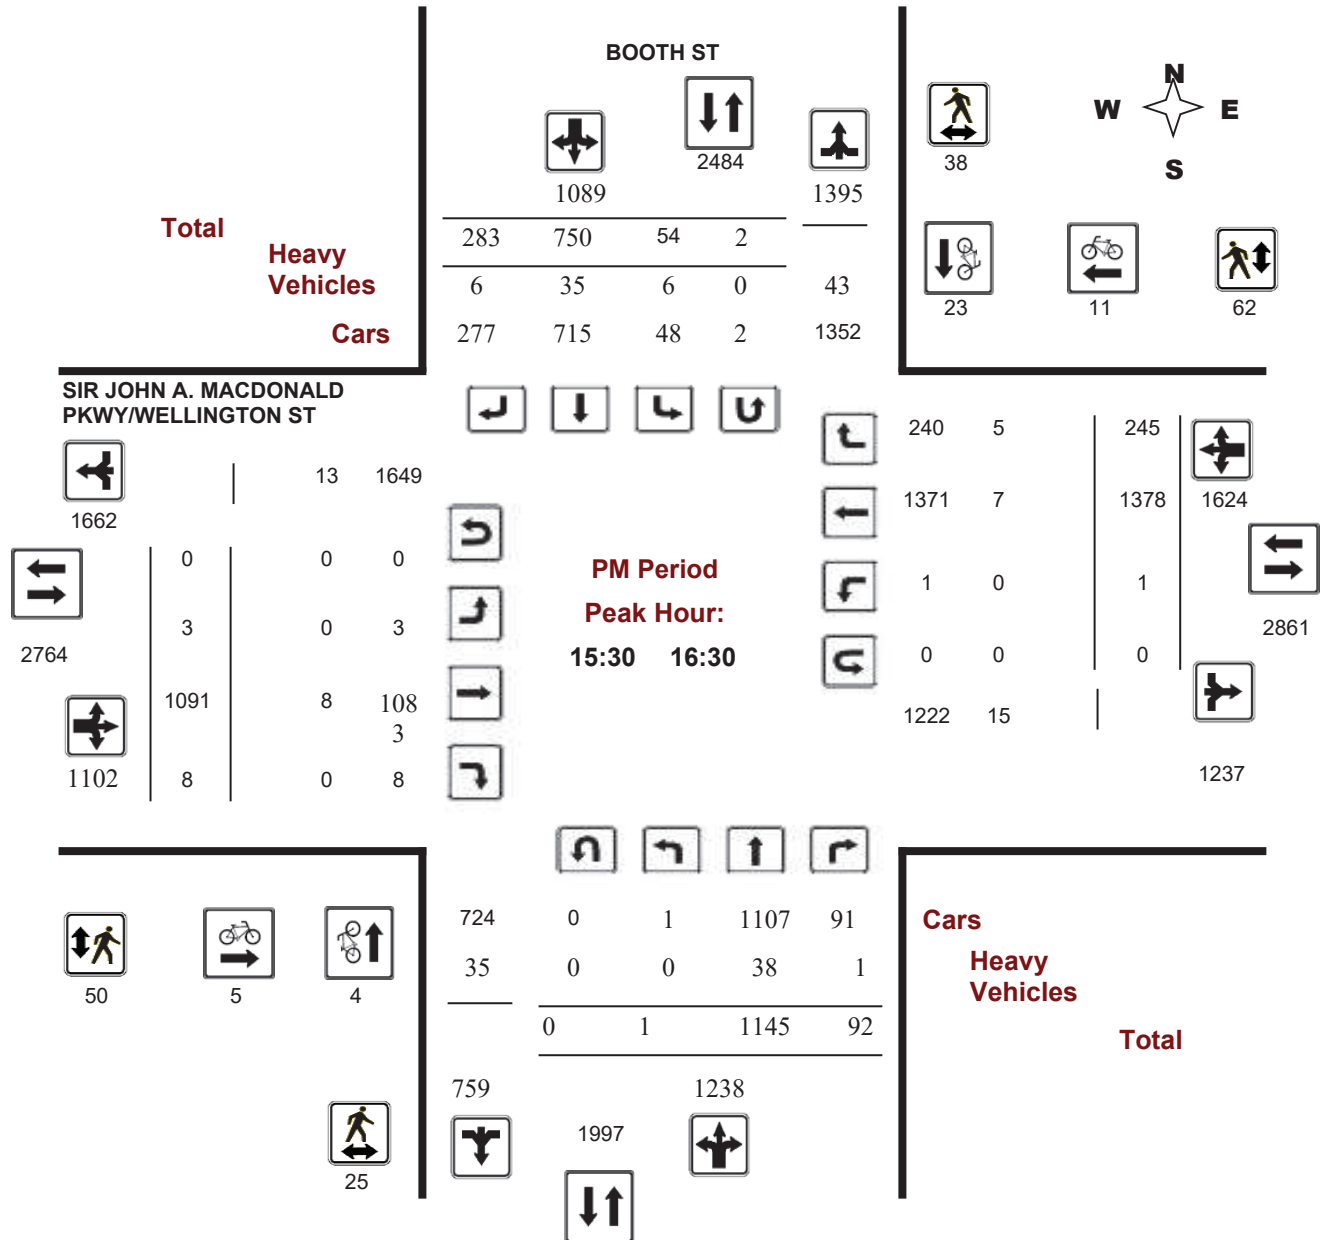 BOOTH ST
N
W E
S
2484
38
1089 1395
Total
283 750 54 2
Heavy
Vehicles
6 35 6 0 43
23 11 62
Cars
277 715 48 2 1352
SIR JOHN A. MACDONALD
PKWY/WELLINGTON ST
240 5 245
13 1649
1371 7 1378 1624
1662
0 0 0
PM Period
1 0 1
Peak Hour:
3 0 3
2861
2764
15:30 16:30
0 0 0
1091 8 108
3
1222 15
1102 8 0 8
1237
724 0 1 1107 91
Cars
35 0 0 38 1
Heavy
Vehicles
50 5 4
0 1 1145 92
Total
759 1238
1997
25